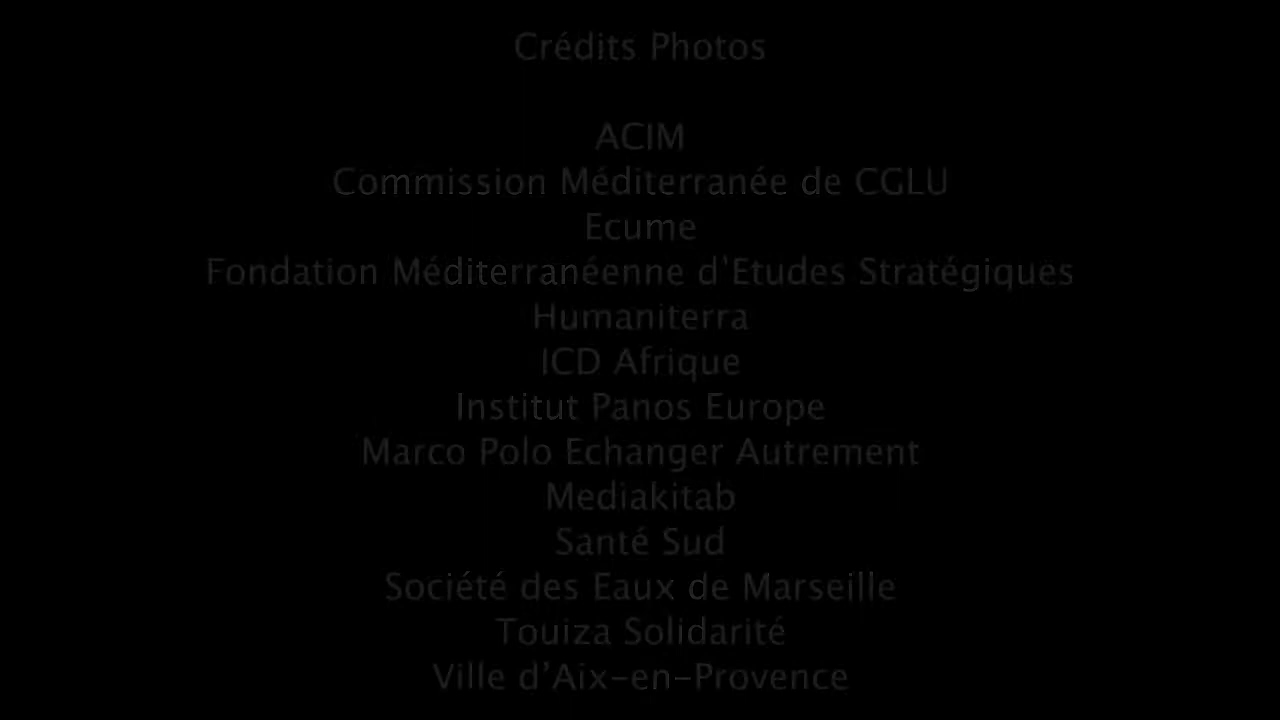 Crédits Photos
ACIM
Commission Méditerranée de CGLU
Ecume
Fondation Méditerranéenne d'Etudes Stratégiques
Humaniterra
ICD Afrique
Institut Panos Europe
Marco Polo Echanger Autrement
Mediakitab
Santé Sud
Société des Eaux de Marseille
Touiza Solidarité
Ville d’Aix-en-Provence